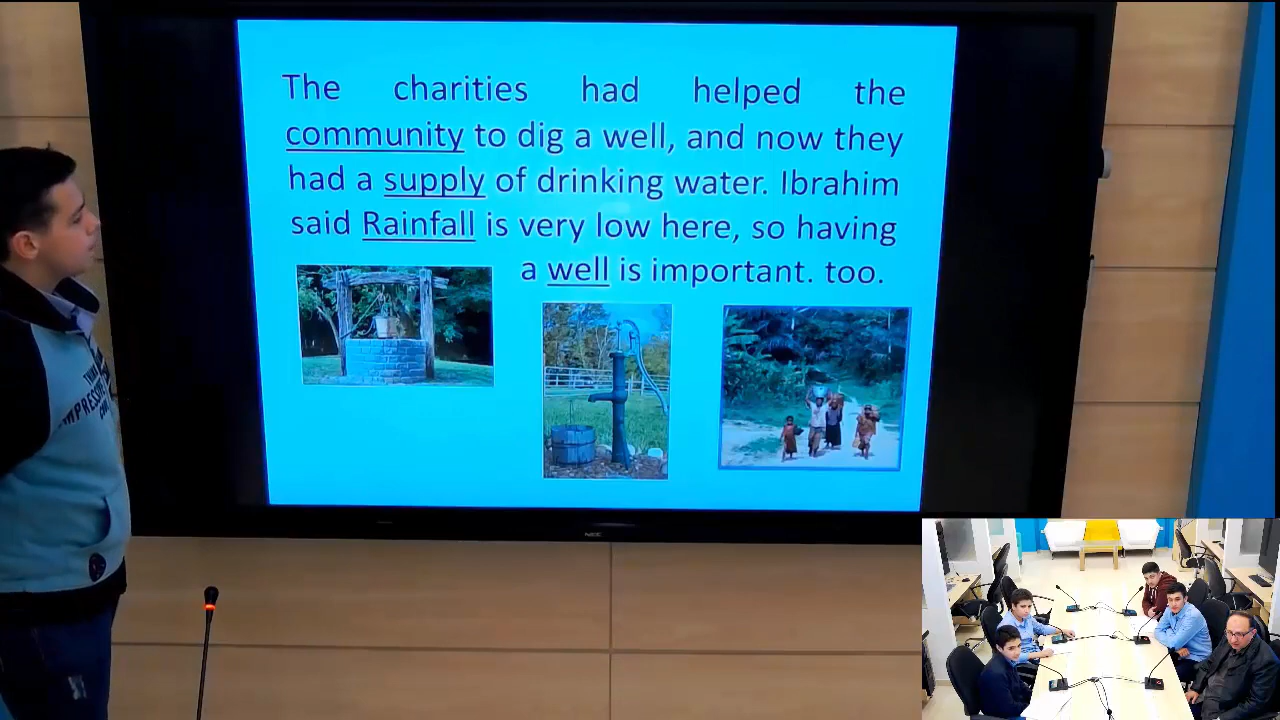 The charities had helped the
community to dig a well, and now they
had a supply of drinking water. Ibrahim
said Rainfall is very low here, so having
a well is important. too.
NEC